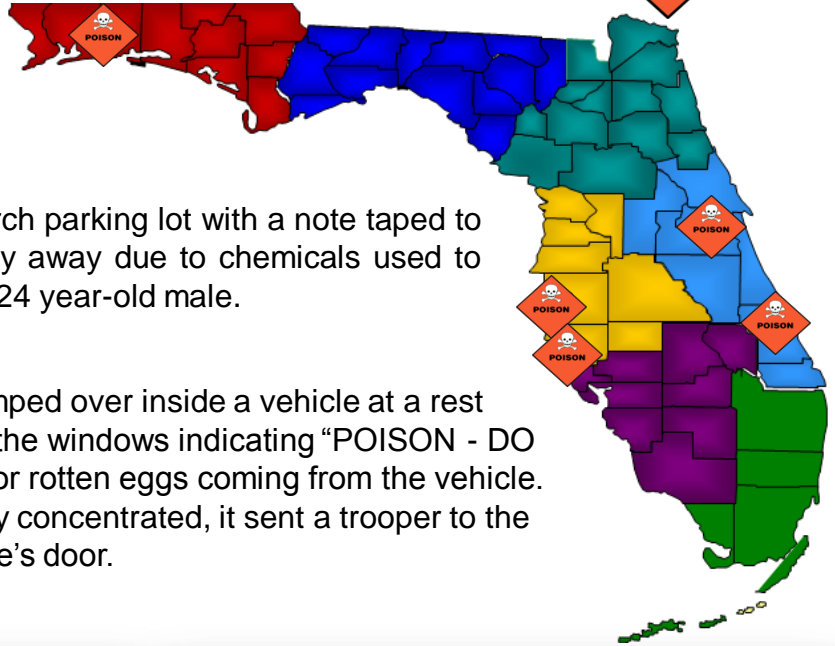 POISON
POISON
rch parking lot with a note taped to
y away due to chemicals used to
24 year-old male.
POISON
POISON
POISON
nped over inside a vehicle at a rest
the windows indicating “POISON - DO
or rotten eggs coming from the vehicle.
y concentrated, it sent a trooper to the
e’s door.